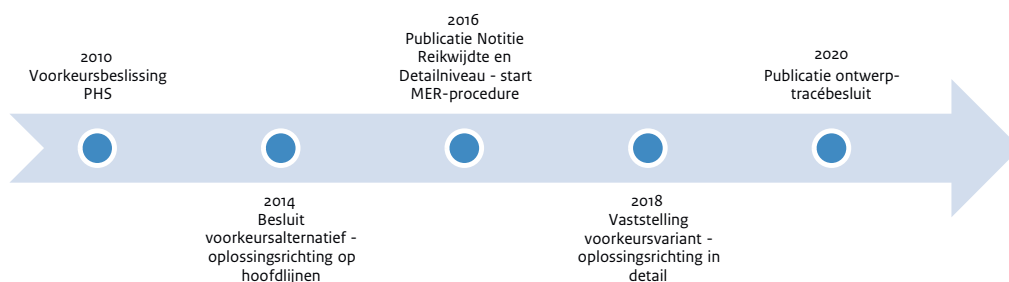 2010
Voorkeursbeslissing
PHS
2014
Besluit
voorkeursalternatief -
oplossingsrichting op
hoofdlijnen
2016
Publicatie Notitie
Reikwijdte en
Detailniveau - start
MER-procedure
2018
Vaststelling
voorkeursvariant -
oplossingsrichting in
detail
2020
Publicatie ontwerp-
tracébesluit